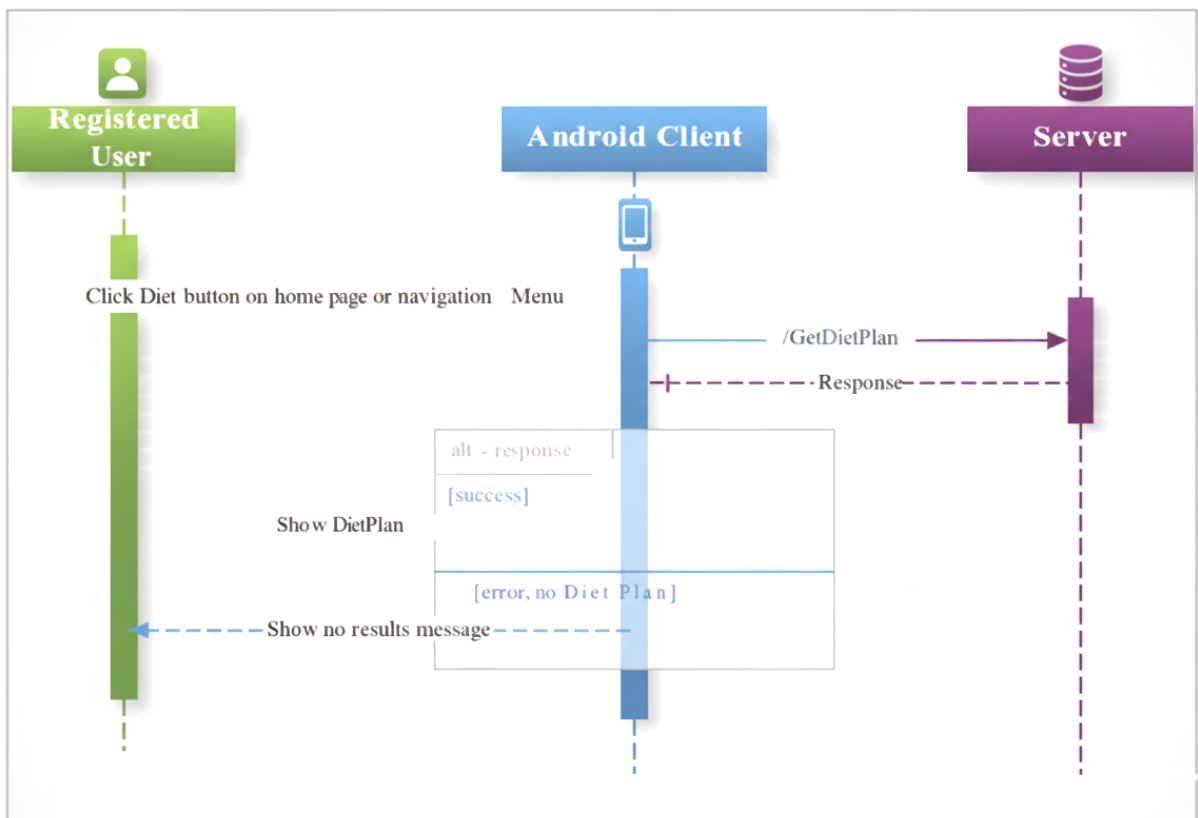 Registered
User
Android Client
Server
Click Diet button on home page or navigation Menu
/GetDietPlan
Response
alt - response
[success]
Show DietPlan
[error, no Diet Plan]
Show no results message